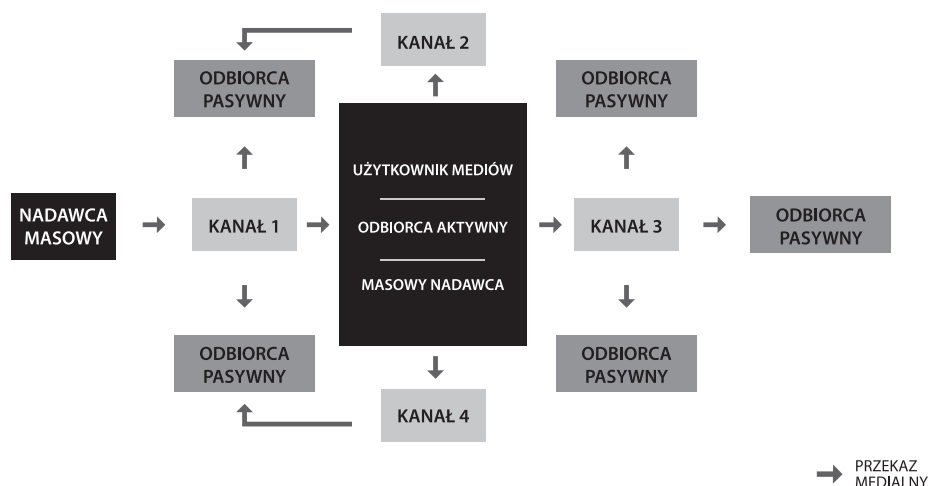 KANAŁ 2
ODBIORCA
PASYWNY
ODBIORCA
PASYWNY
UŻYTKOWNIK MEDIÓW
NADAWCA
MASOWY
KANAŁ 1
ODBIORCA AKTYWNY
KANAŁ 3
ODBIORCA
PASYWNY
MASOWY NADAWCA
ODBIORCA
PASYWNY
ODBIORCA
PASYWNY
KANAŁ 4
PRZEKAZ
MEDIALNY